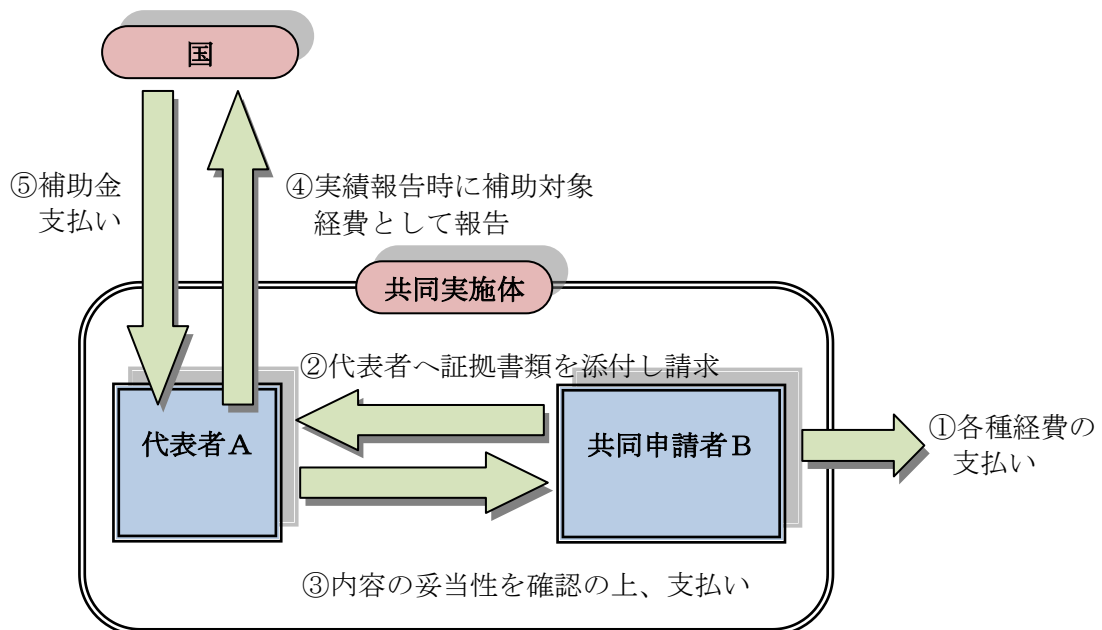 国
⑤補助金
支払い
④実績報告時に補助対象
経費として報告
共同実施体
②代表者へ証拠書類を添付し請求
代表者A
共同申請者B
①各種経費の
支払い
③内容の妥当性を確認の上、支払い